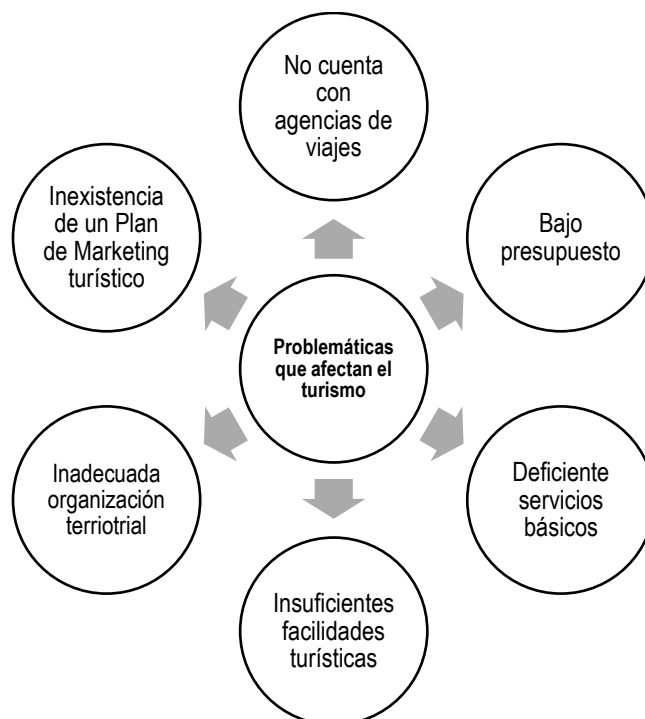 No cuenta
con
agencias de
viajes
Inexistencia
de un Plan
de Marketing
turístico
Bajo
presupuesto
Problemáticas
que afectan el
turismo
Inadecuada
organización
terriotrial
Deficiente
servicios
básicos
Insuficientes
facilidades
turísticas